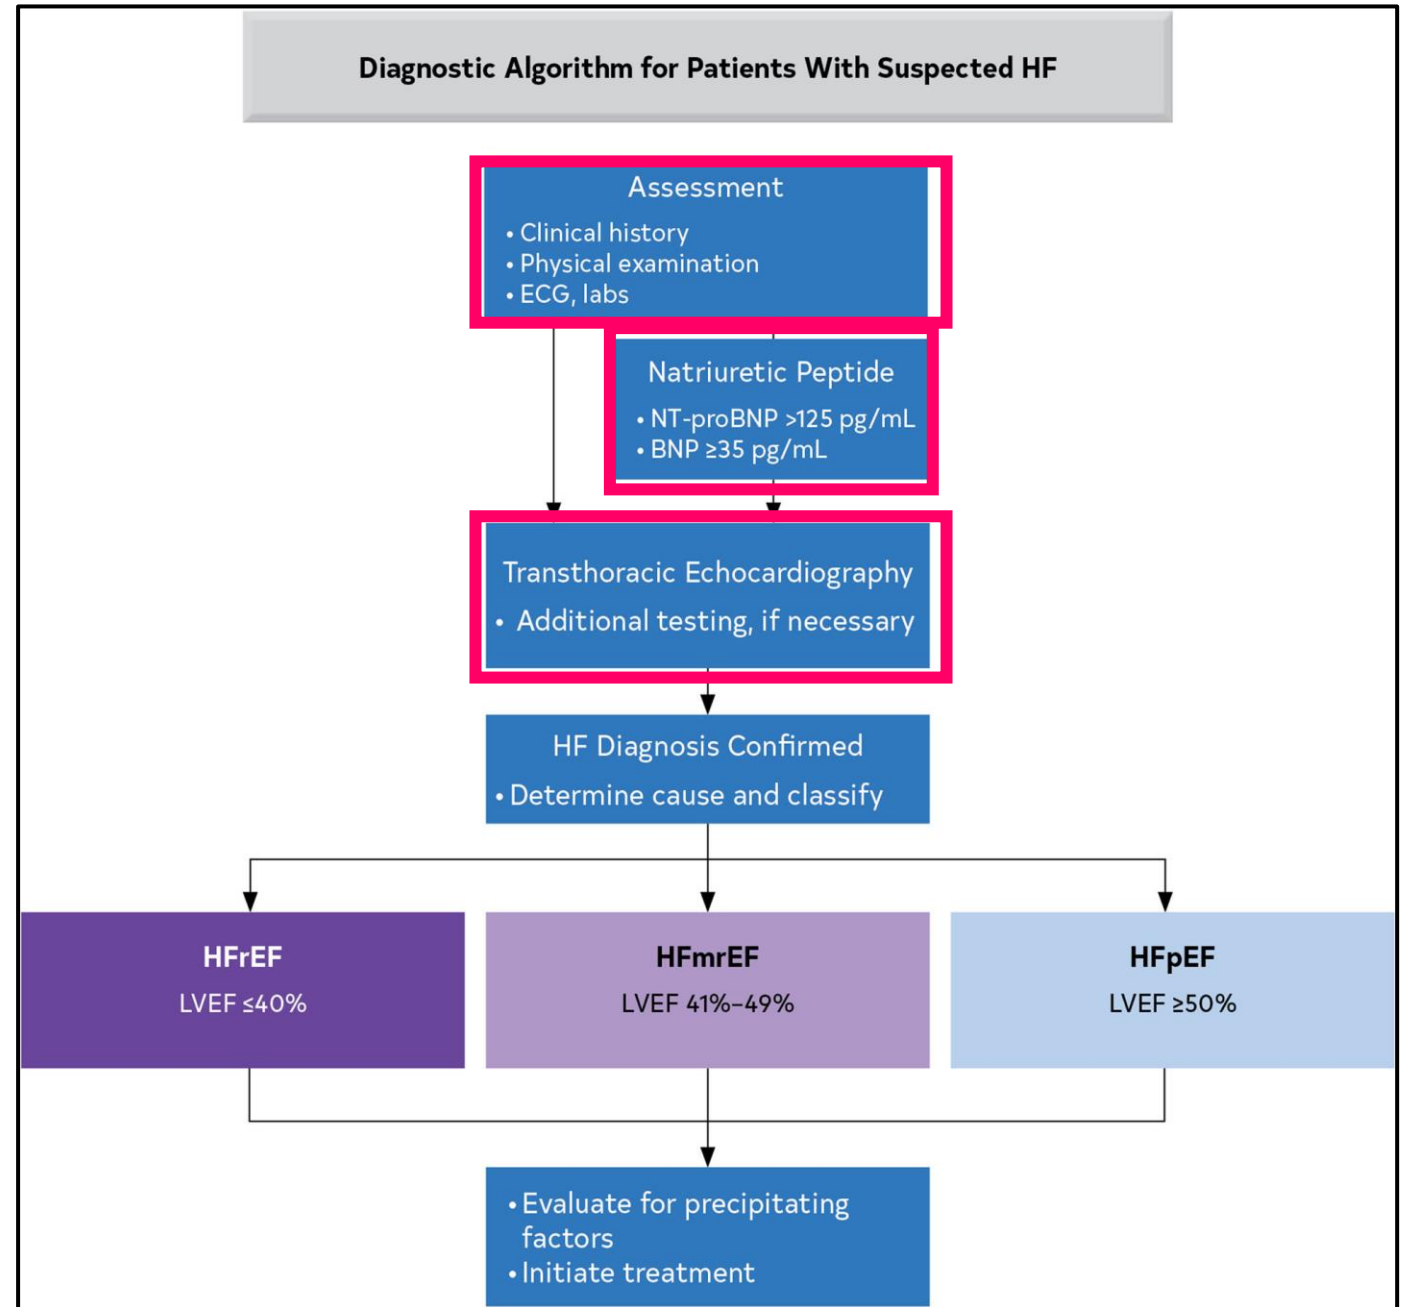 Diagnostic Algorithm for Patients With Suspected HF
Assessment
• Clinical history
• Physical examination
• ECG, labs
Natriuretic Peptide
• NT-proBNP >125 pg/mL
• BNP ≥35 pg/mL
Transthoracic Echocardiography
• Additional testing, if necessary
HF Diagnosis Confirmed
• Determine cause and classify
HFrEF
LVEF ≤40%
HFmrEF
LVEF 41%–49%
HFpEF
LVEF ≥50%
• Evaluate for precipitating
factors
• Initiate treatment